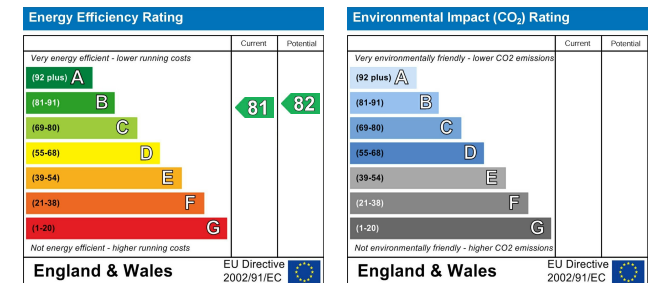 Energy Efficiency Rating
Current Potential
Very energy efficient - lower running costs
(92 plus) A
(81-91) B
(69-80) C
(55-68) D
(39-54) E
(21-38) F
(1-20) G
81 82
Not energy efficient - higher running costs
England & Wales
EU Directive
2002/91/EC
Environmental Impact (CO₂) Rating
Current Potential
Very environmentally friendly - lower CO2 emissions
(92 plus) A
(81-91) B
(69-80) C
(55-68) D
(39-54) E
(21-38) F
(1-20) G
Not environmentally friendly - higher CO2 emissions
England & Wales
EU Directive
2002/91/EC